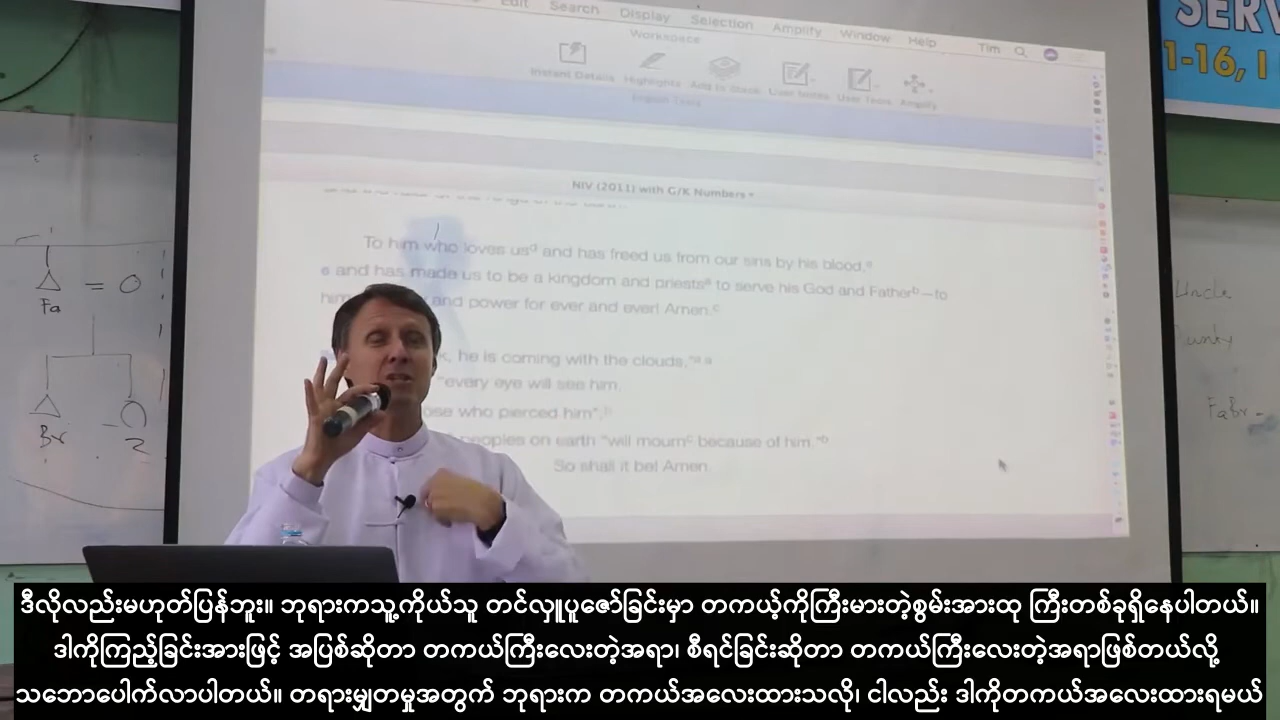 Edit Search Display Selection Amplify Window Help Tim
Workspace
Instant Details Highlights Add to Stack User Notes User Tools Amplify
English Texts
NIV (2011) with G/K Numbers
To him who loves us and has freed us from our sins by his blood,
6 and has made us to be a kingdom and priests to serve his God and Father—to
and power for ever and ever! Amen.
he is coming with the clouds,"
"every eye will see him,
who pierced him";
peoples on earth "will mourn because of him."
So shall it be! Amen.
SERV
1-16, I
Fa = O
Br
Z
Uncle
FaBr
ဒီလိုလည်းမဟုတ်ပြန်ဘူး။ ဘုရားကသူ့ကိုယ်သူ တင်လှူပူဇော်ခြင်းမှာ တကယ့်ကိုကြီးမားတဲ့စွမ်းအားထု ကြီးတစ်ခုရှိနေပါတယ်။
ဒါကိုကြည့်ခြင်းအားဖြင့် အပြစ်ဆိုတာ တကယ်ကြီးလေးတဲ့အရာ၊ စီရင်ခြင်းဆိုတာ တကယ်ကြီးလေးတဲ့အရာဖြစ်တယ်လို့
သဘောပေါက်လာပါတယ်။ တရားမျှတမှုအတွက် ဘုရားက တကယ်အလေးထားသလို၊ ငါလည်း ဒါကိုတကယ်အလေးထားရမယ်